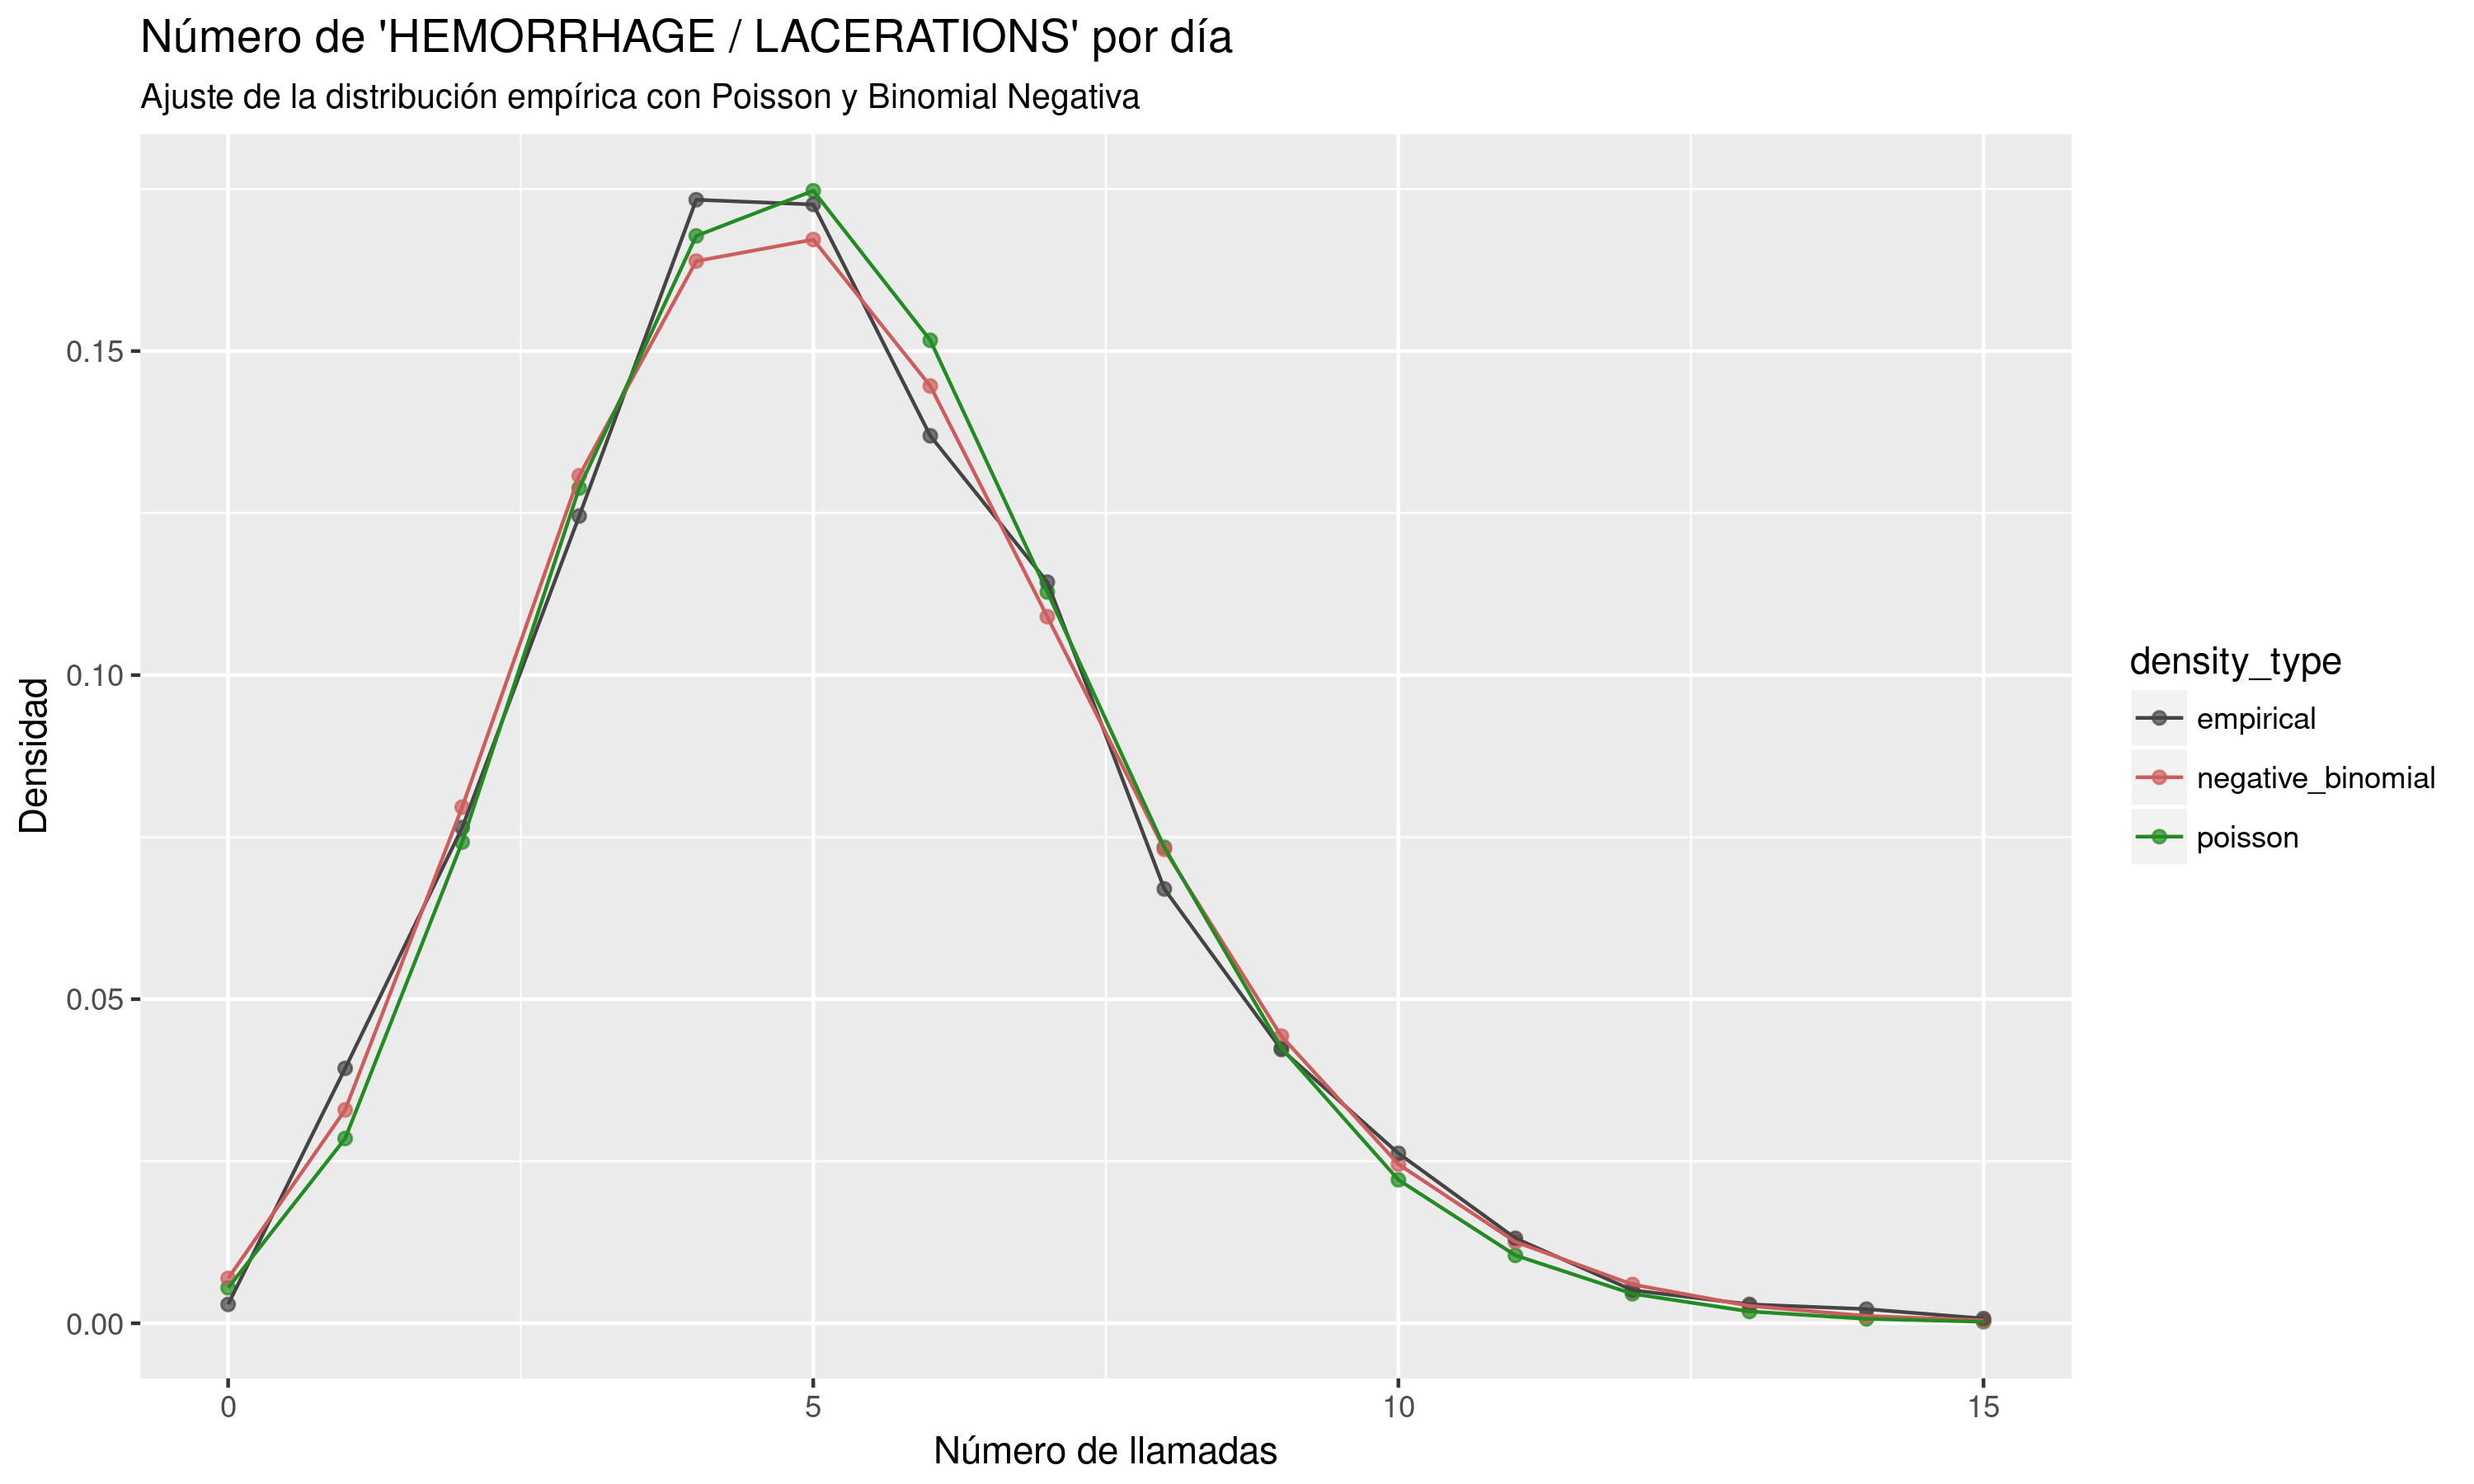 Número de 'HEMORRHAGE / LACERATIONS' por día
Ajuste de la distribución empírica con Poisson y Binomial Negativa
Densidad
0.15
0.10
0.05
0.00
0
5
10
15
Número de llamadas
density_type
empirical
negative_binomial
poisson